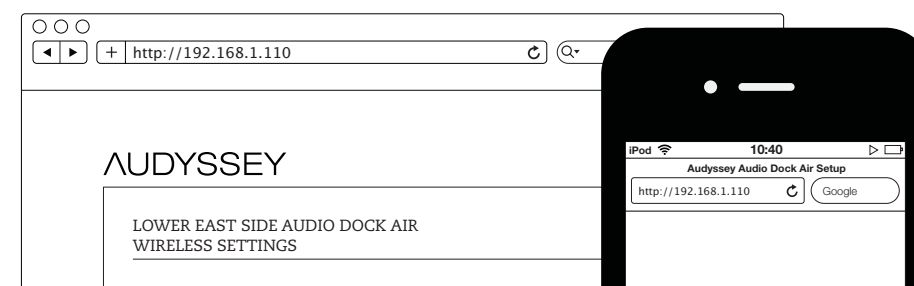 http://192.168.1.110
AUDYSSEY
LOWER EAST SIDE AUDIO DOCK AIR
WIRELESS SETTINGS
iPod 10:40
Audyssey Audio Dock Air Setup
http://192.168.1.110 Google